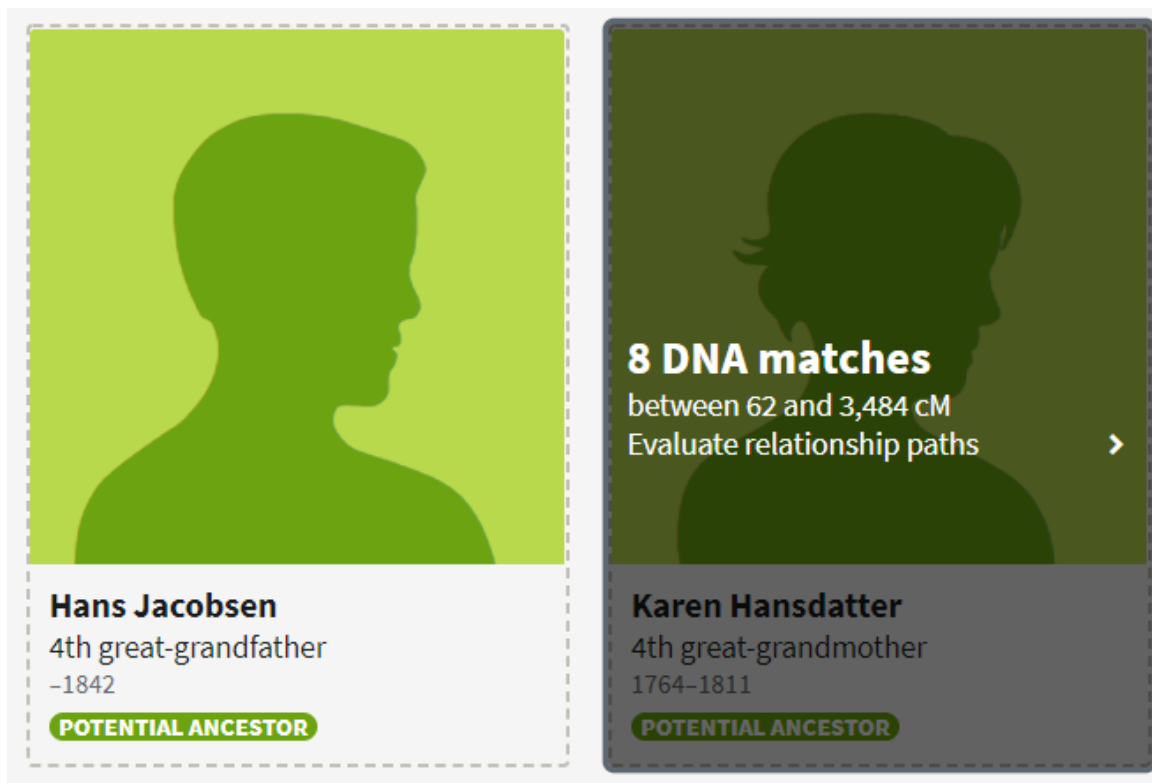 Hans Jacobsen
4th great-grandfather
–1842
POTENTIAL ANCESTOR
8 DNA matches
between 62 and 3,484 cM
Evaluate relationship paths
Karen Hansdatter
4th great-grandmother
1764–1811
POTENTIAL ANCESTOR